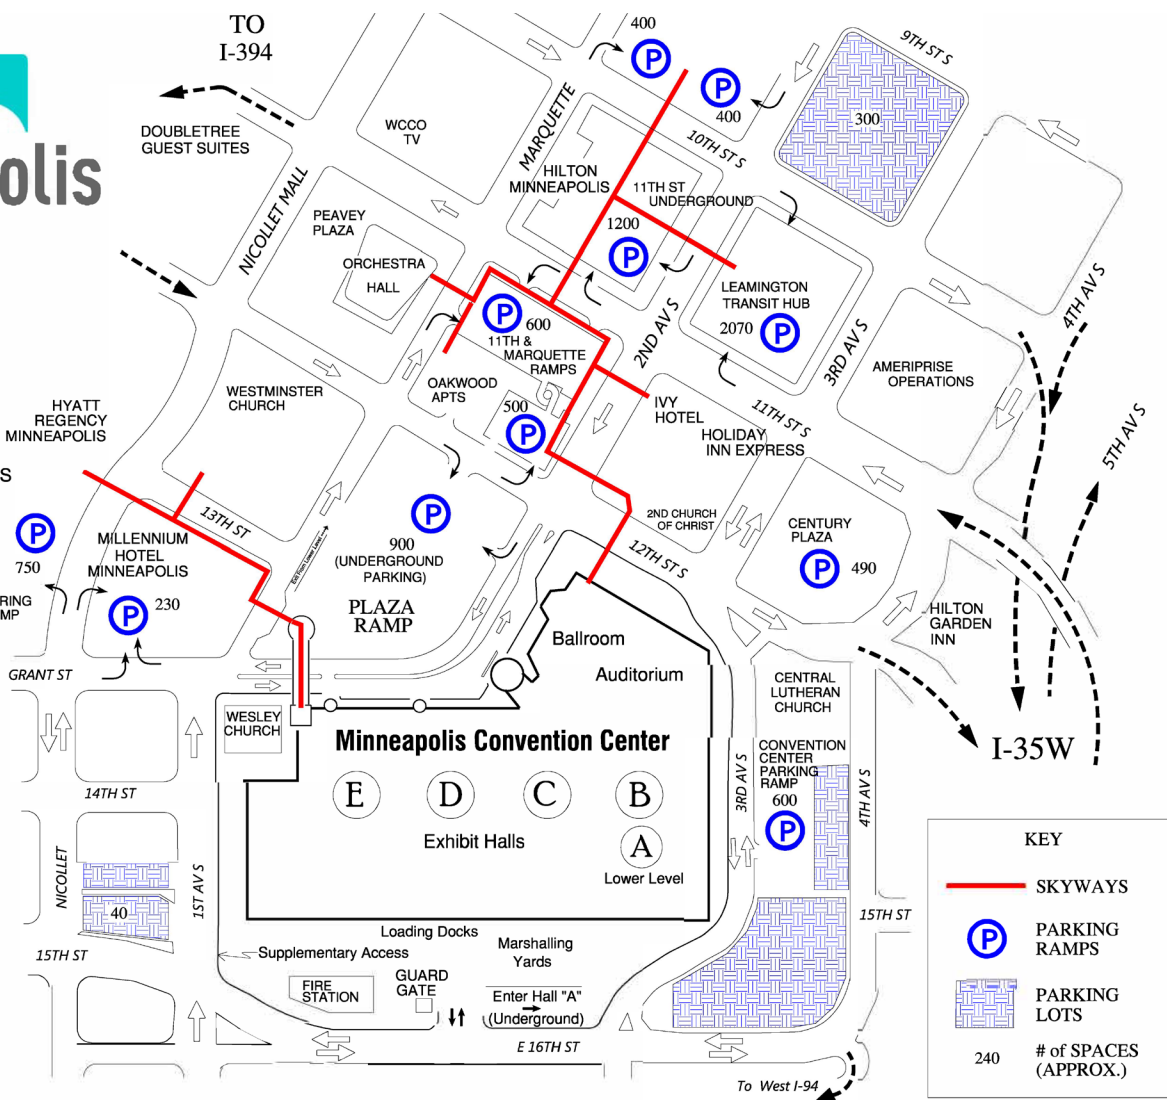 TO
I-394
olis
400
P
P
400
9TH ST S
300
DOUBLETREE
GUEST SUITES
WCCO
TV
MARQUETTE
10TH ST S
HILTON
MINNEAPOLIS
11TH ST
UNDERGROUND
1200
P
NICOLLET MALL
PEAVEY
PLAZA
ORCHESTRA
HALL
LEAMINGTON
TRANSIT HUB
2070
P
4TH AV S
P
600
11TH &
MARQUETTE
RAMPS
2ND AV S
3RD AV S
AMERIPRISE
OPERATIONS
OAKWOOD
APTS
500
P
WESTMINSTER
CHURCH
HYATT
REGENCY
MINNEAPOLIS
IVY
HOTEL
11TH ST S
HOLIDAY
INN EXPRESS
5TH AV S
S
P
750
RING
MP
13TH ST
MILLENNIUM
HOTEL
MINNEAPOLIS
P
230
Exit From Lower Level
P
900
(UNDERGROUND
PARKING)
PLAZA
RAMP
2ND CHURCH
OF CHRIST
12TH ST S
CENTURY
PLAZA
P
490
HILTON
GARDEN
INN
Ballroom
Auditorium
GRANT ST
CENTRAL
LUTHERAN
CHURCH
WESLEY
CHURCH
Minneapolis Convention Center
I-35W
E
D
C
B
A
Exhibit Halls
Lower Level
3RD AV S
CONVENTION
CENTER
PARKING
RAMP
600
P
4TH AV S
14TH ST
NICOLLET
40
1ST AV S
15TH ST
15TH ST
Loading Docks
Supplementary Access
Marshalling
Yards
FIRE
STATION
GUARD
GATE
Enter Hall "A"
(Underground)
E 16TH ST
To West I-94
KEY
SKYWAYS
P
PARKING
RAMPS
PARKING
LOTS
240
# of SPACES
(APPROX.)